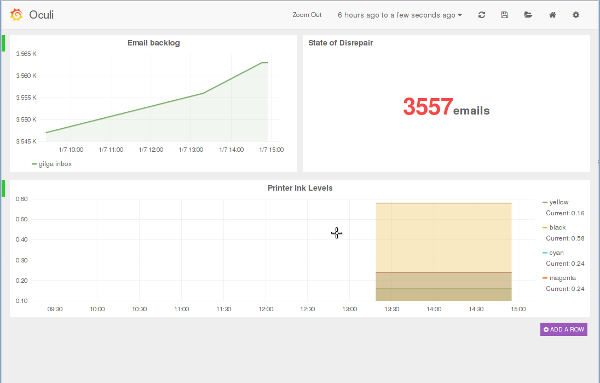 Oculi
Zoom Out
6 hours ago to a few seconds ago
Email backlog
3.565 K
3.560 K
3.555 K
3.550 K
3.545 K
1/7 10:00
1/7 11:00
1/7 12:00
1/7 13:00
1/7 14:00
1/7 15:00
gilga inbox
State of Disrepair
3557 emails
Printer Ink Levels
0.60
0.50
0.40
0.30
0.20
0.10
09:30
10:00
10:30
11:00
11:30
12:00
12:30
13:00
13:30
14:00
14:30
15:00
yellow
Current: 0.16
black
Current: 0.58
cyan
Current: 0.24
magenta
Current: 0.24
ADD A ROW